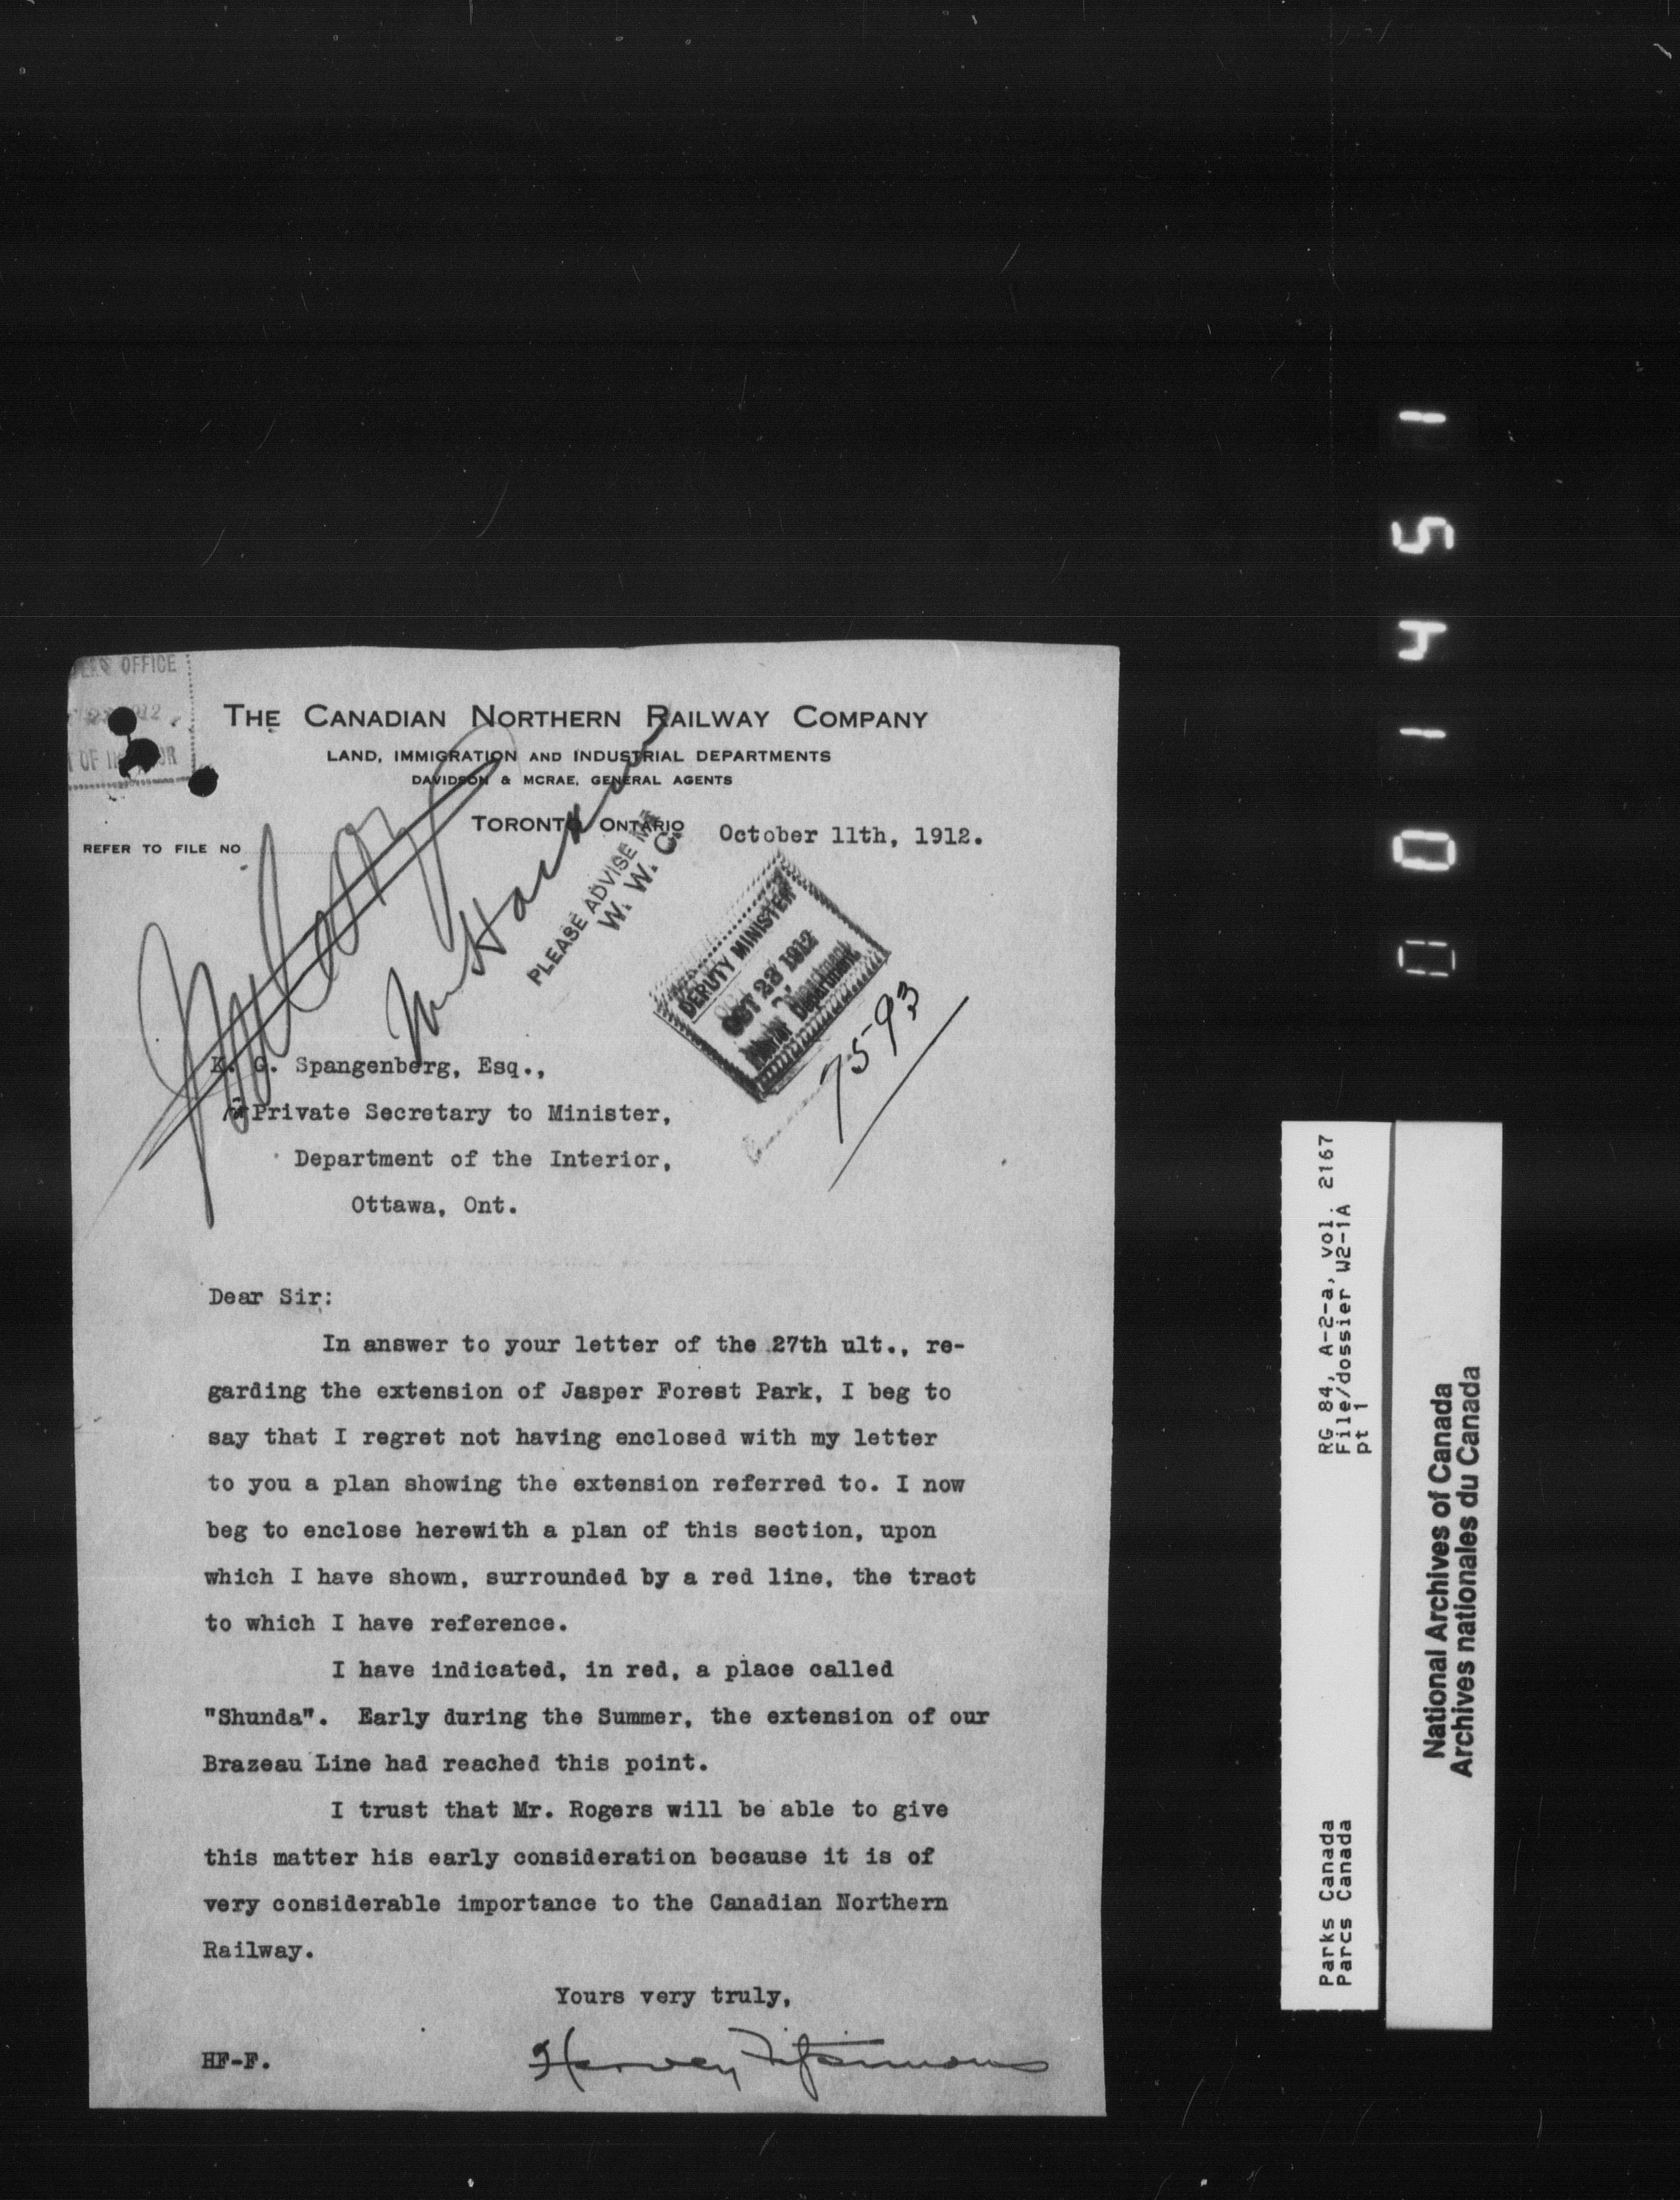 OFFICE
THE CANADIAN NORTHERN RAILWAY COMPANY
LAND, IMMIGRATION AND INDUSTRIAL DEPARTMENTS
DAVIDSON & MCRAE, GENERAL AGENTS
TORONTO ONTARIO October 11th, 1912.
REFER TO FILE NO
PLEASE ADVISE ME
W. W. C.
DEPUTY MINISTER
OCT 23 1912
Department
7593
K. G. Spangenberg, Esq.,
Private Secretary to Minister,
Department of the Interior,
Ottawa, Ont.
Dear Sir:
In answer to your letter of the 27th ult., re-
garding the extension of Jasper Forest Park, I beg to
say that I regret not having enclosed with my letter
to you a plan showing the extension referred to. I now
beg to enclose herewith a plan of this section, upon
which I have shown, surrounded by a red line, the tract
to which I have reference.
I have indicated, in red, a place called
"Shunda". Early during the Summer, the extension of our
Brazeau Line had reached this point.
I trust that Mr. Rogers will be able to give
this matter his early consideration because it is of
very considerable importance to the Canadian Northern
Railway.
Yours very truly,
HF-F. Harvey Fitzsimmons
001451
RG 84, A-2-a, vol. 2167
File/dossier W2-1A
pt 1
Parks Canada
Parcs Canada
National Archives of Canada
Archives nationales du Canada